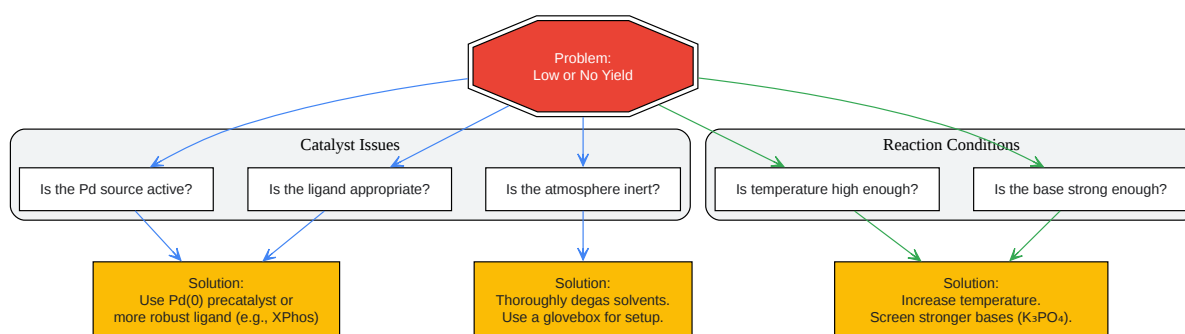 Problem:
Low or No Yield
Catalyst Issues
Reaction Conditions
Is the Pd source active?
Is the ligand appropriate?
Is the atmosphere inert?
Is temperature high enough?
Is the base strong enough?
Solution:
Use Pd(0) precatalyst or
more robust ligand (e.g., XPhos)
Solution:
Thoroughly degas solvents.
Use a glovebox for setup.
Solution:
Increase temperature.
Screen stronger bases (K₃PO₄).